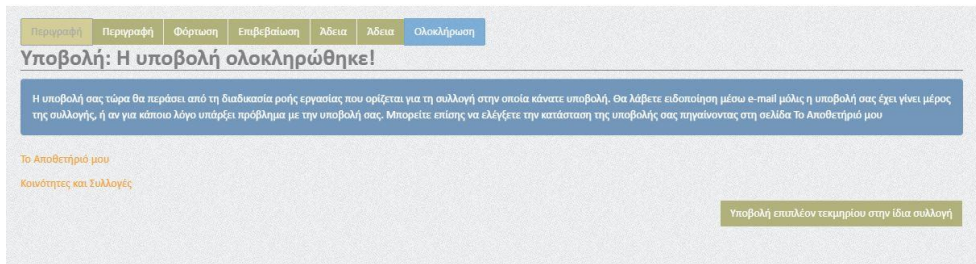 Περιγραφή Περιγραφή Φόρτωση Επιβεβαίωση Άδεια Άδεια Ολοκλήρωση
Υποβολή: Η υποβολή ολοκληρώθηκε!
Η υποβολή σας τώρα θα περάσει από τη διαδικασία ροής εργασίας που ορίζεται για τη συλλογή στην οποία κάνατε υποβολή. Θα λάβετε ειδοποίηση μέσω e-mail μόλις η υποβολή σας έχει γίνει μέρος
της συλλογής, ή αν για κάποιο λόγο υπάρξει πρόβλημα με την υποβολή σας. Μπορείτε επίσης να ελέγξετε την κατάσταση της υποβολής σας πηγαίνοντας στη σελίδα Το Αποθετήριό μου
Το Αποθετήριό μου
Κοινότητες και Συλλογές
Υποβολή επιπλέον τεκμηρίου στην ίδια συλλογή